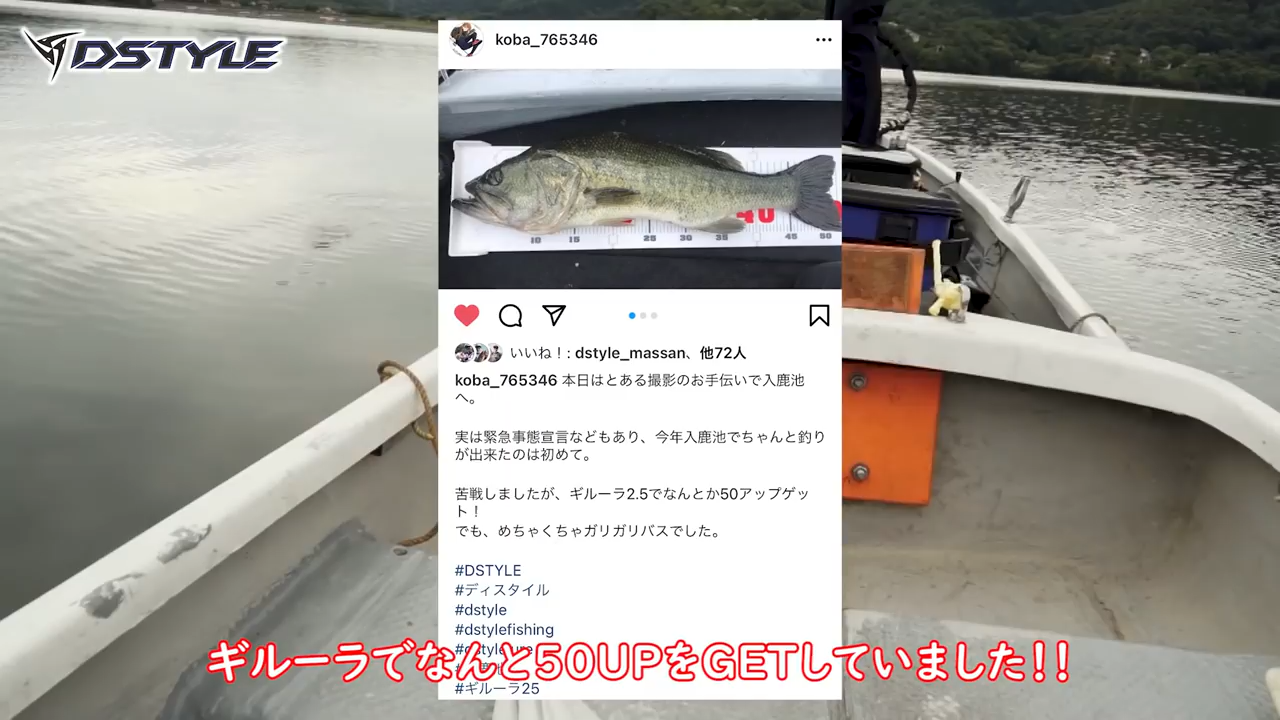 DSTYLE
koba_765346
40
10 15 25 30 35 45 50
いいね！: dstyle_massan、他72人
koba_765346 本日はとある撮影のお手伝いで入鹿池
へ。
実は緊急事態宣言などもあり、今年入鹿池でちゃんと釣り
が出来たのは初めて。
苦戦しましたが、ギルーラ2.5でなんとか50アップゲッ
ト！
でも、めちゃくちゃガリガリバスでした。
#DSTYLE
#ディスタイル
#dstyle
#dstylefishing
ギルーラでなんと50UPをGETしていました!!
#ギルーラ25